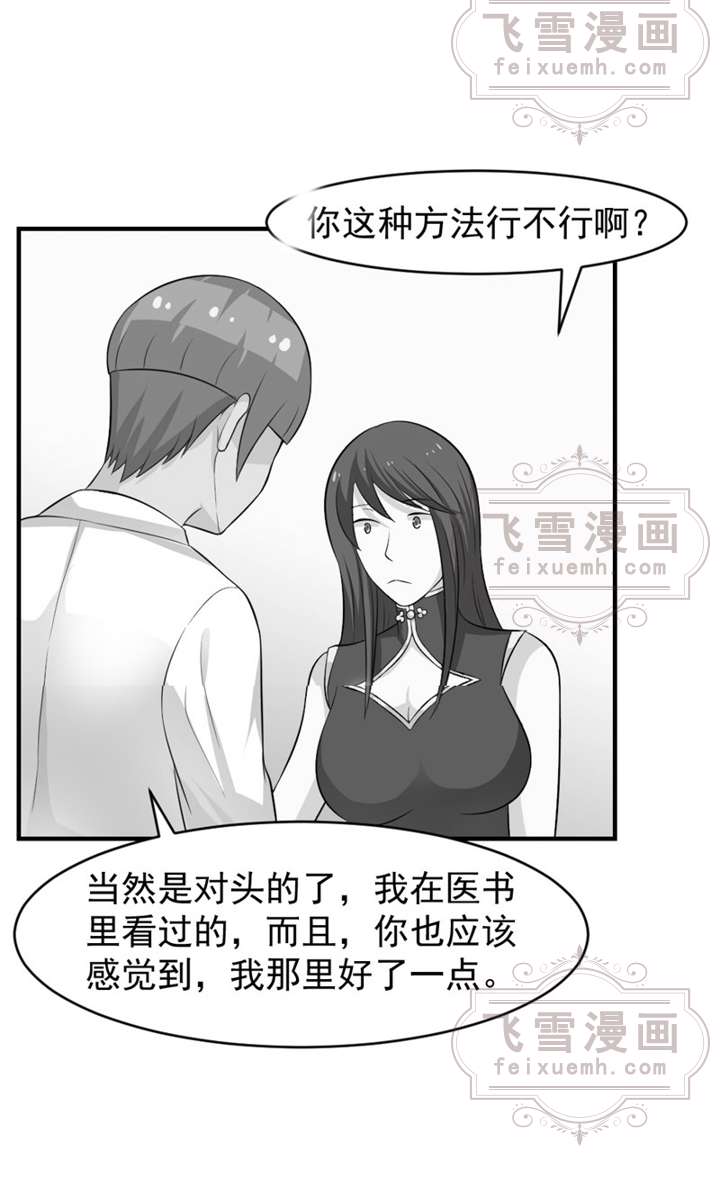 飞雪漫画
feixuemh.com
你这种方法行不行啊?
飞雪漫画
feixuemh.com
当然是对头的了，我在医书
里看过的，而且，你也应该
感觉到，我那里好了一点。
飞雪漫画
feixuemh.com